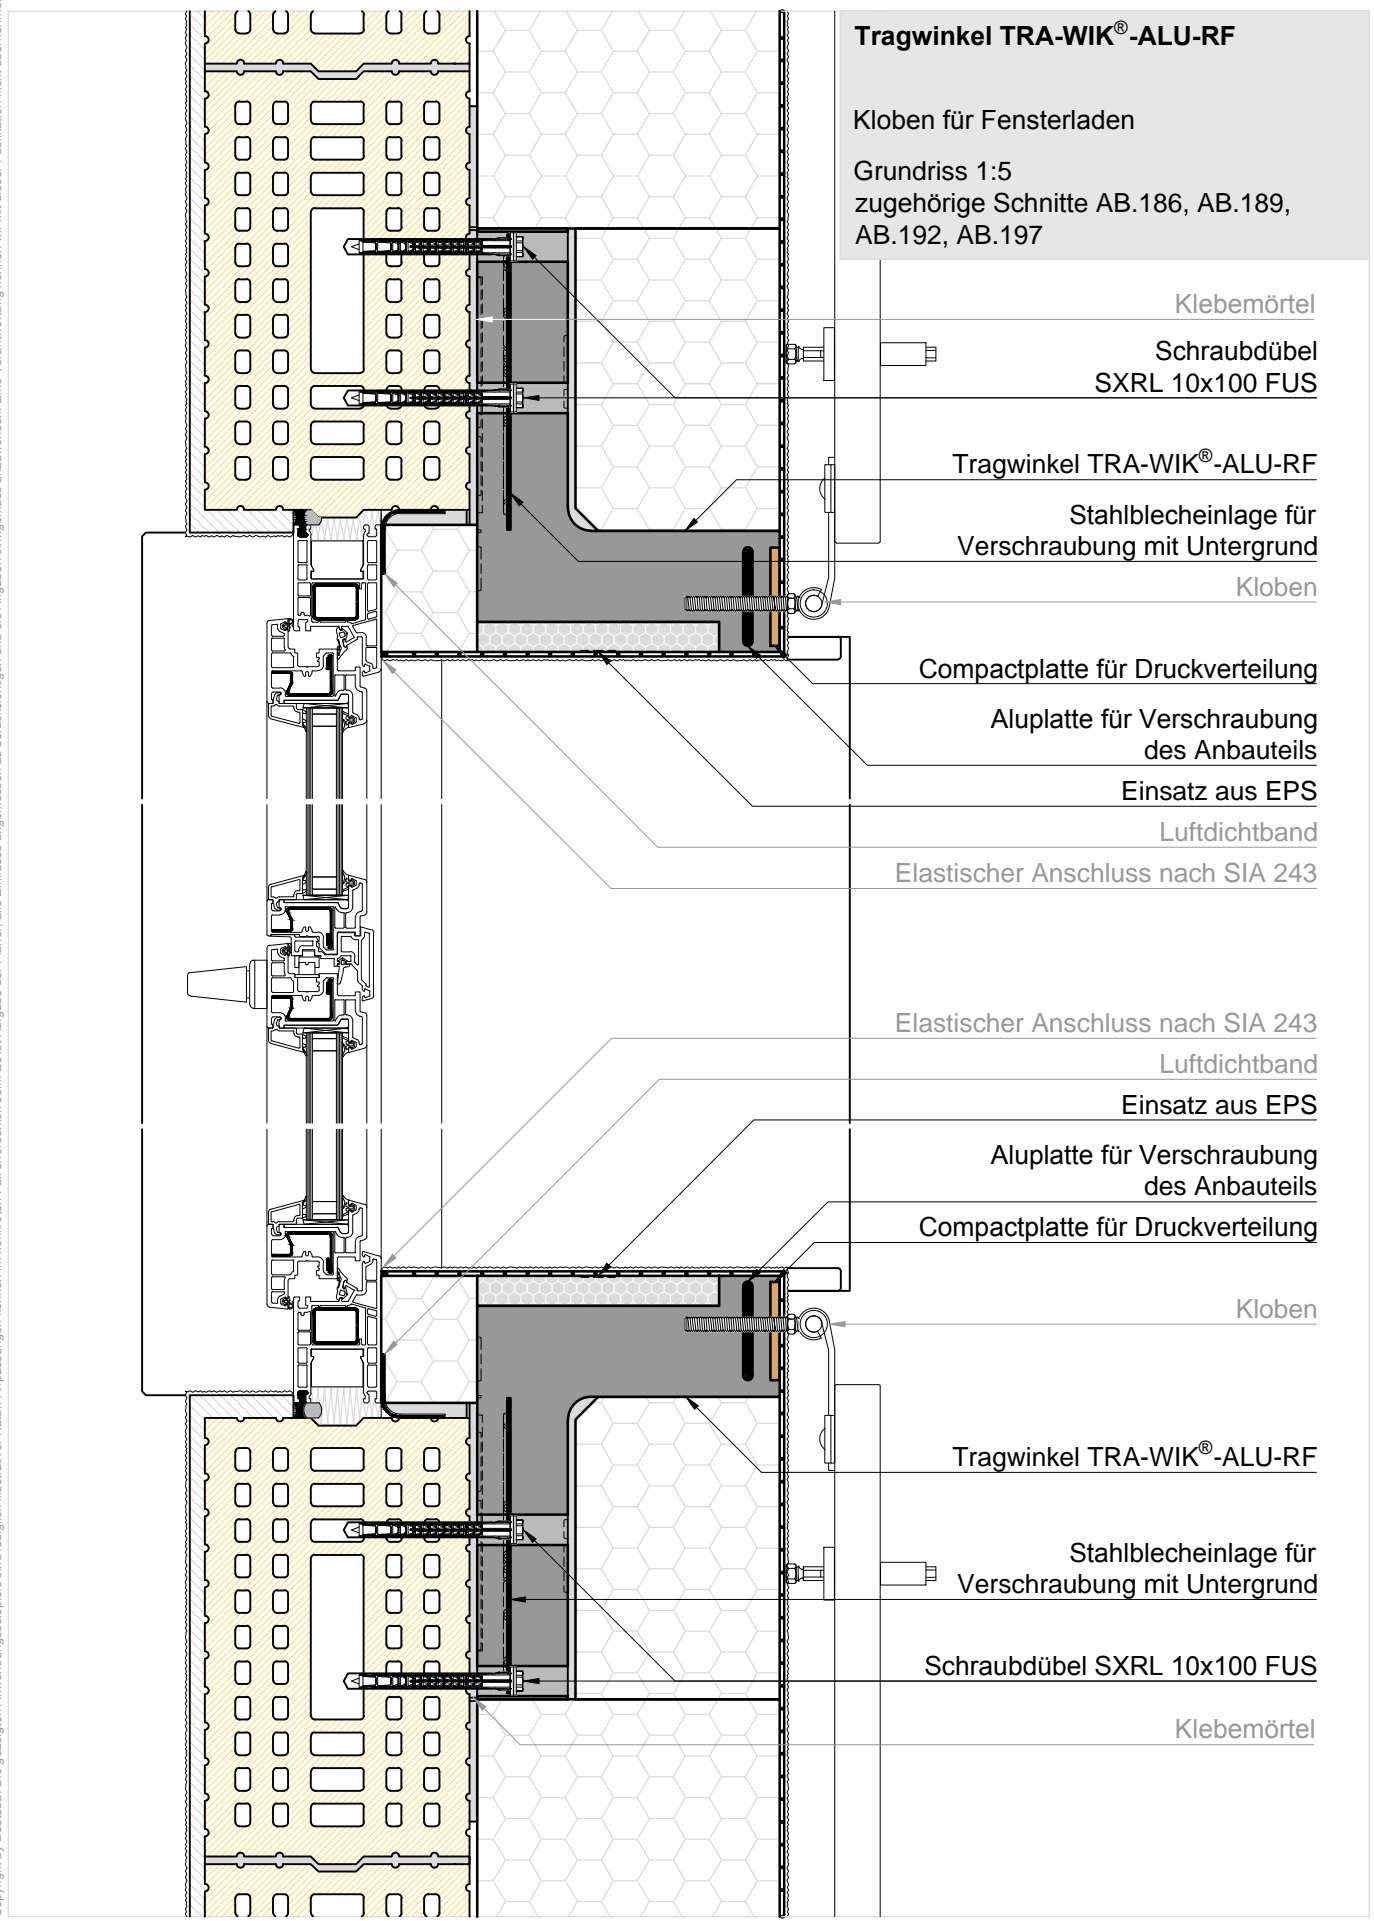 Tragwinkel TRA-WIK®-ALU-RF
Kloben für Fensterladen
Grundriss 1:5
zugehörige Schnitte AB.186, AB.189,
AB.192, AB.197
Klebemörtel
Schraubdübel
SXRL 10x100 FUS
Tragwinkel TRA-WIK®-ALU-RF
Stahlblecheinlage für
Verschraubung mit Untergrund
Kloben
Compactplatte für Druckverteilung
Aluplatte für Verschraubung
des Anbauteils
Einsatz aus EPS
Luftdichtband
Elastischer Anschluss nach SIA 243
Elastischer Anschluss nach SIA 243
Luftdichtband
Einsatz aus EPS
Aluplatte für Verschraubung
des Anbauteils
Compactplatte für Druckverteilung
Kloben
Tragwinkel TRA-WIK®-ALU-RF
Stahlblecheinlage für
Verschraubung mit Untergrund
Schraubdübel SXRL 10x100 FUS
Klebemörtel